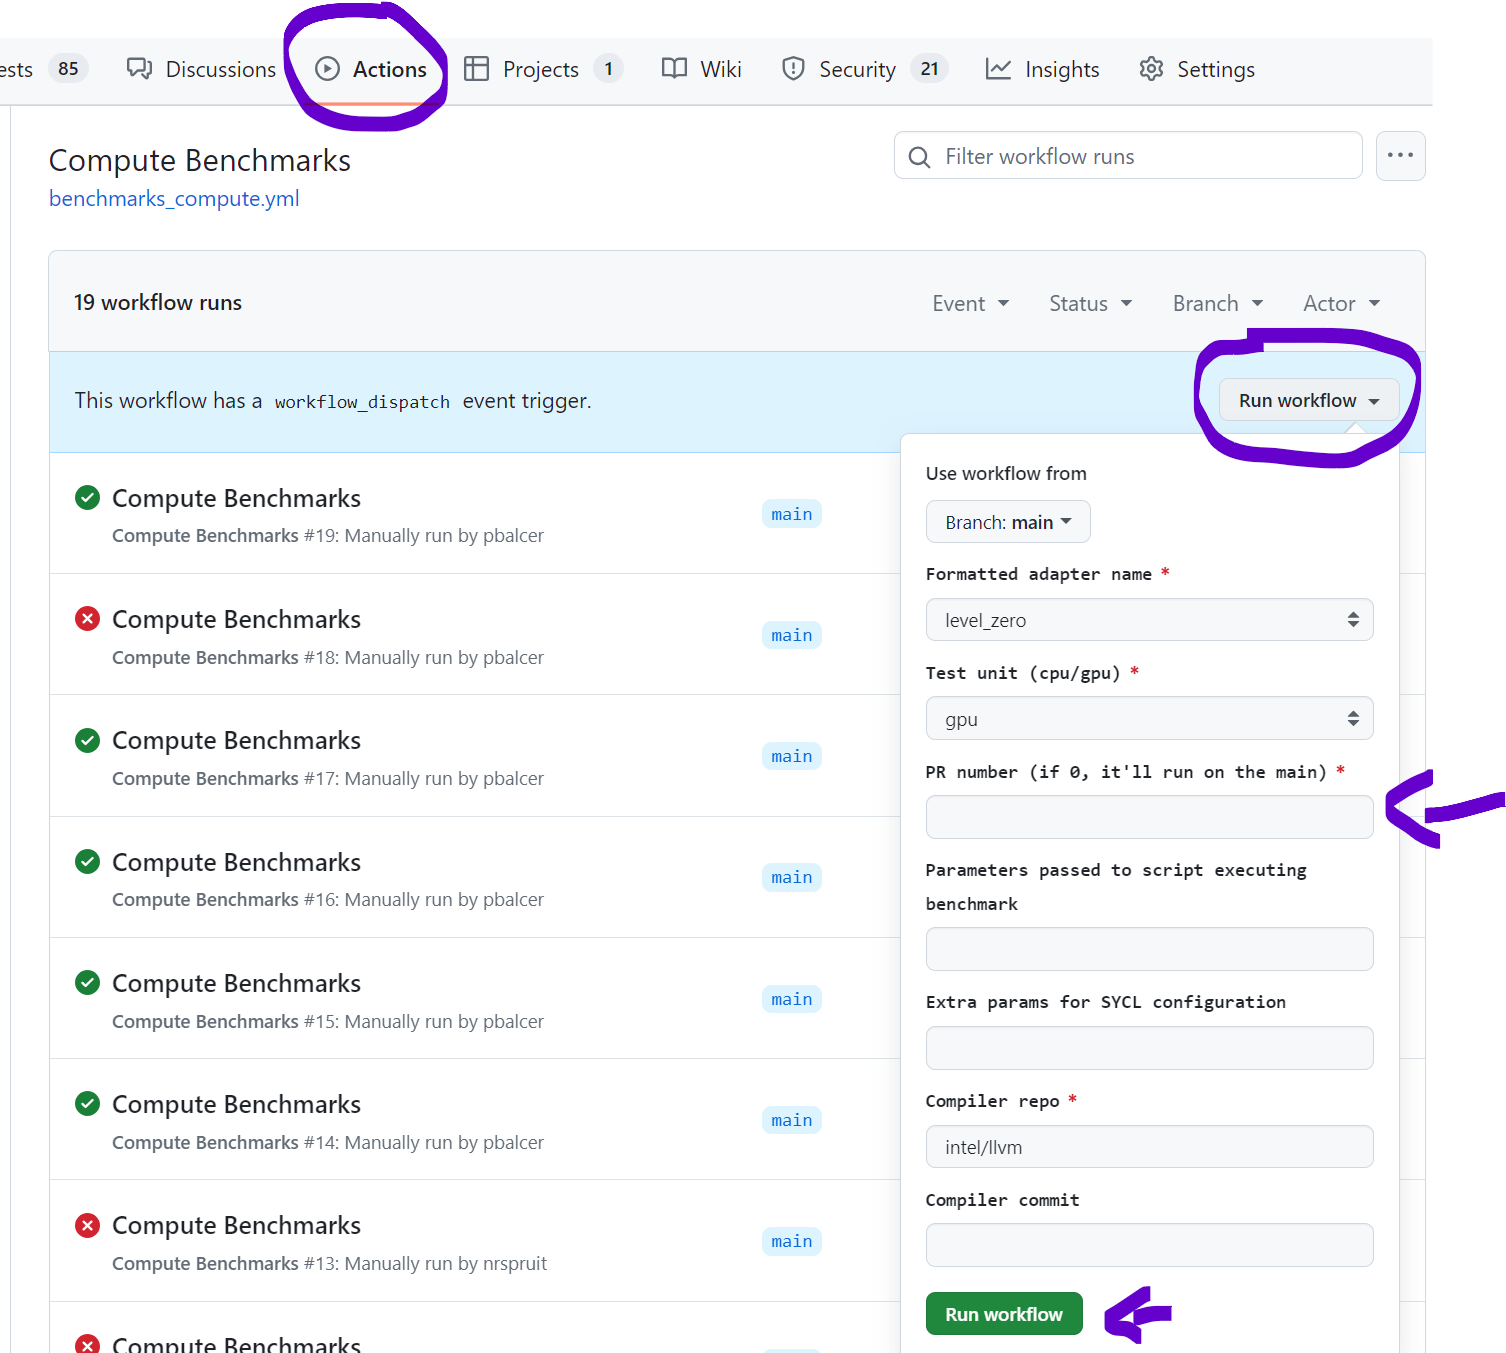 ests 85 Discussions Actions Projects 1 Wiki Security 21 Insights Settings
Compute Benchmarks
Filter workflow runs
benchmarks_compute.yml
19 workflow runs
Event Status Branch Actor
This workflow has a workflow_dispatch event trigger.
Run workflow
Compute Benchmarks
Compute Benchmarks #19: Manually run by pbalcer
main
Compute Benchmarks
Compute Benchmarks #18: Manually run by pbalcer
main
Compute Benchmarks
Compute Benchmarks #17: Manually run by pbalcer
main
Compute Benchmarks
Compute Benchmarks #16: Manually run by pbalcer
main
Compute Benchmarks
Compute Benchmarks #15: Manually run by pbalcer
main
Compute Benchmarks
Compute Benchmarks #14: Manually run by pbalcer
main
Compute Benchmarks
Compute Benchmarks #13: Manually run by nrspruit
main
Compute Benchmarks
Use workflow from
Branch: main
Formatted adapter name *
level_zero
Test unit (cpu/gpu) *
gpu
PR number (if 0, it'll run on the main) *
Parameters passed to script executing
benchmark
Extra params for SYCL configuration
Compiler repo *
intel/llvm
Compiler commit
Run workflow